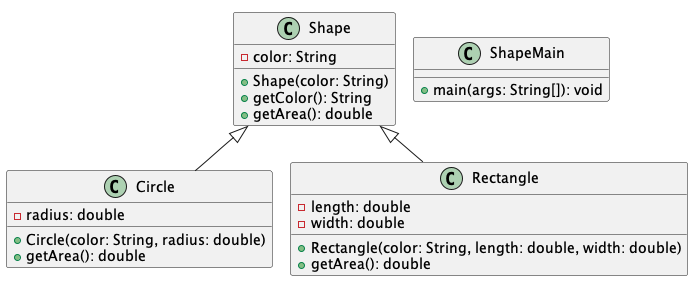 C Shape
color: String
Shape(color: String)
getColor(): String
getArea(): double
C ShapeMain
main(args: String[]): void
C Circle
radius: double
Circle(color: String, radius: double)
getArea(): double
C Rectangle
length: double
width: double
Rectangle(color: String, length: double, width: double)
getArea(): double